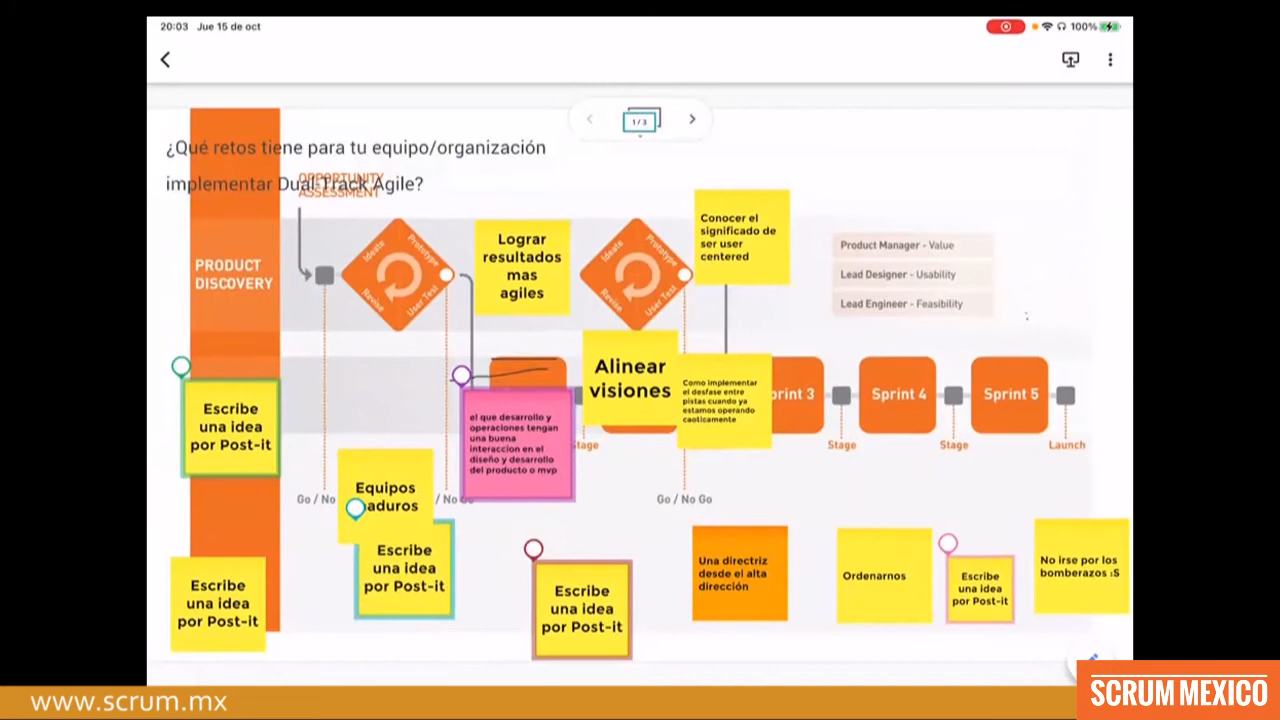 20:03 Jue 15 de oct
100%
1/3
¿Qué retos tiene para tu equipo/organización
implementar Dual Track Agile?
OPPORTUNITY
ASSESSMENT
PRODUCT
DISCOVERY
Ideate
Prototype
User Test
Revise
Lograr
resultados
mas
agiles
Ideate
Prototype
User Test
Revise
Conocer el
significado de
ser user
centered
Product Manager - Value
Lead Designer - Usability
Lead Engineer - Feasibility
Escribe
una idea
por Post-it
el que desarrollo y
operaciones tengan
una buena
interaccion en el
diseño y desarrollo
del producto o mvp
Alinear
visiones
Como implementar
el desfase entre
pistas cuando ya
estamos operando
caoticamente
print 3
Sprint 4
Sprint 5
Stage
Stage
Launch
tage
Go / No
/ No
Go / No Go
Equipos
aduros
Escribe
una idea
por Post-it
Escribe
una idea
por Post-it
Escribe
una idea
por Post-it
Una directriz
desde el alta
dirección
Ordenarnos
Escribe
una idea
por Post-it
No irse por los
bomberazos :S
www.scrum.mx
SCRUM MEXICO